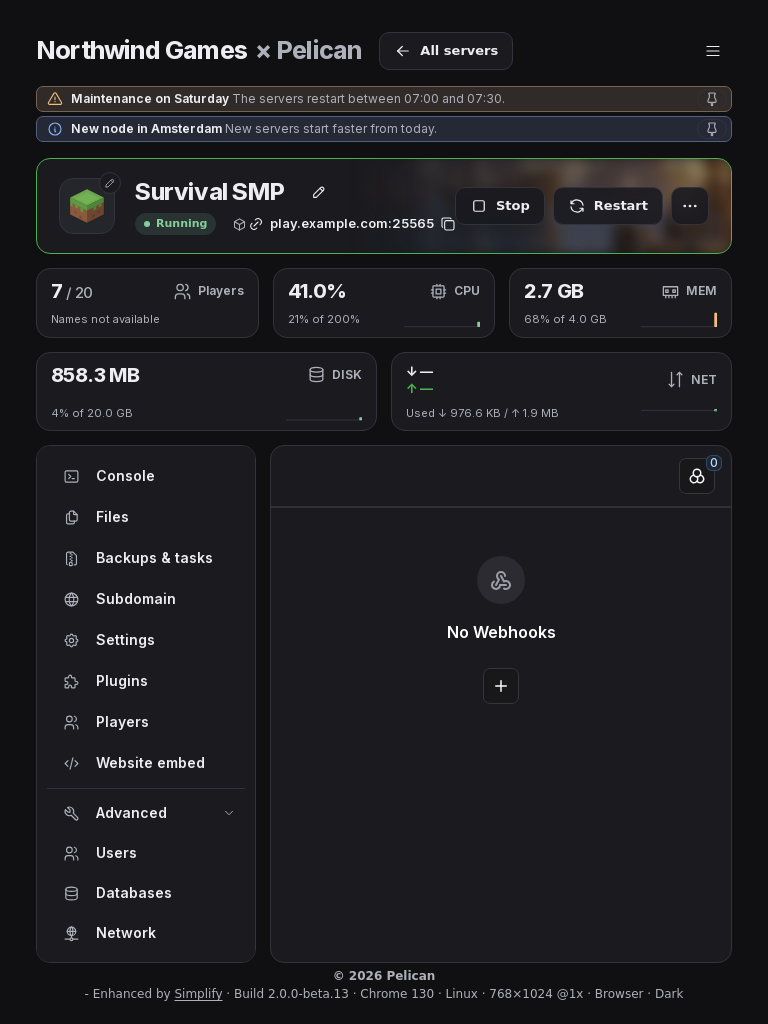 Northwind Games × Pelican
All servers
Maintenance on Saturday The servers restart between 07:00 and 07:30.
New node in Amsterdam New servers start faster from today.
Survival SMP
Running
play.example.com:25565
Stop
Restart
7 / 20
Players
Names not available
41.0%
CPU
21% of 200%
2.7 GB
MEM
68% of 4.0 GB
858.3 MB
DISK
4% of 20.0 GB
↓ —
↑ —
NET
Used ↓ 976.6 KB / ↑ 1.9 MB
Console
Files
Backups & tasks
Subdomain
Settings
Plugins
Players
Website embed
Advanced
Users
Databases
Network
0
No Webhooks
© 2026 Pelican
- Enhanced by Simplify · Build 2.0.0-beta.13 · Chrome 130 · Linux · 768×1024 @1x · Browser · Dark